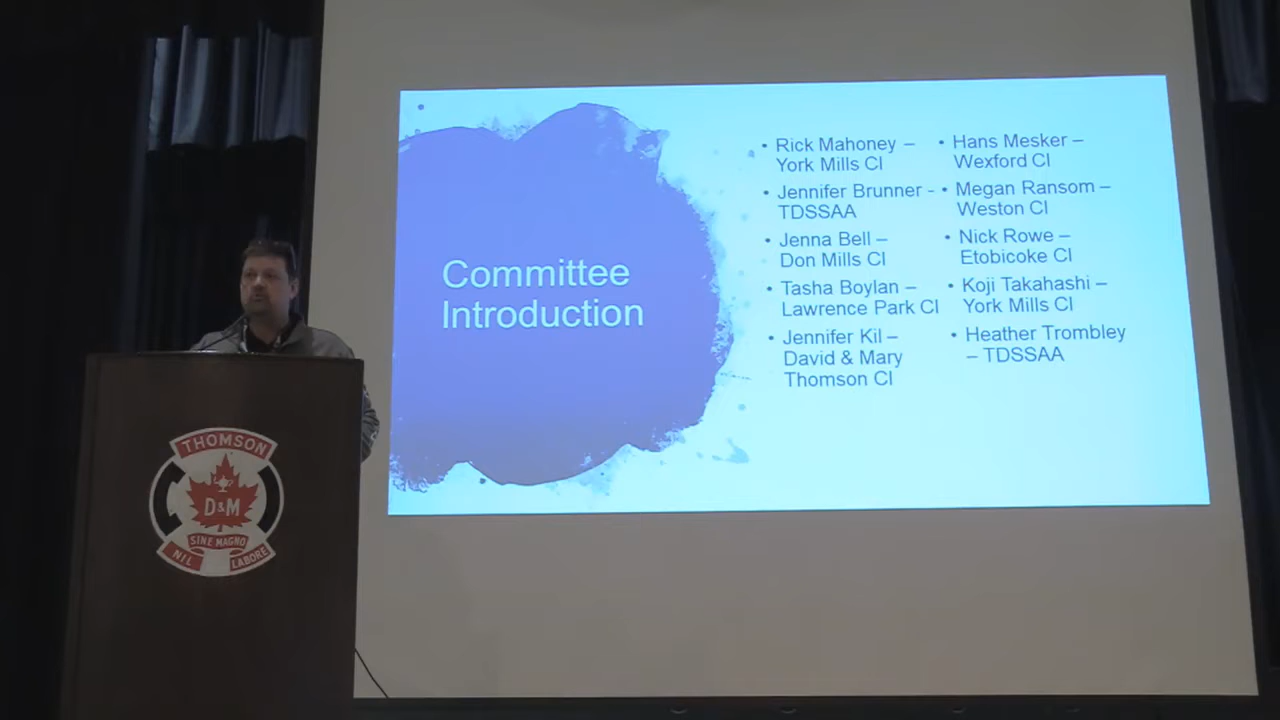 Committee
Introduction
• Rick Mahoney –
York Mills CI
• Jennifer Brunner -
TDSSAA
• Jenna Bell –
Don Mills CI
• Tasha Boylan –
Lawrence Park CI
• Jennifer Kil –
David & Mary
Thomson CI
• Hans Mesker –
Wexford CI
• Megan Ransom –
Weston CI
• Nick Rowe –
Etobicoke CI
• Koji Takahashi –
York Mills CI
• Heather Trombley
– TDSSAA
THOMSON
D&M
SINE MAGNO
NIL LABORE